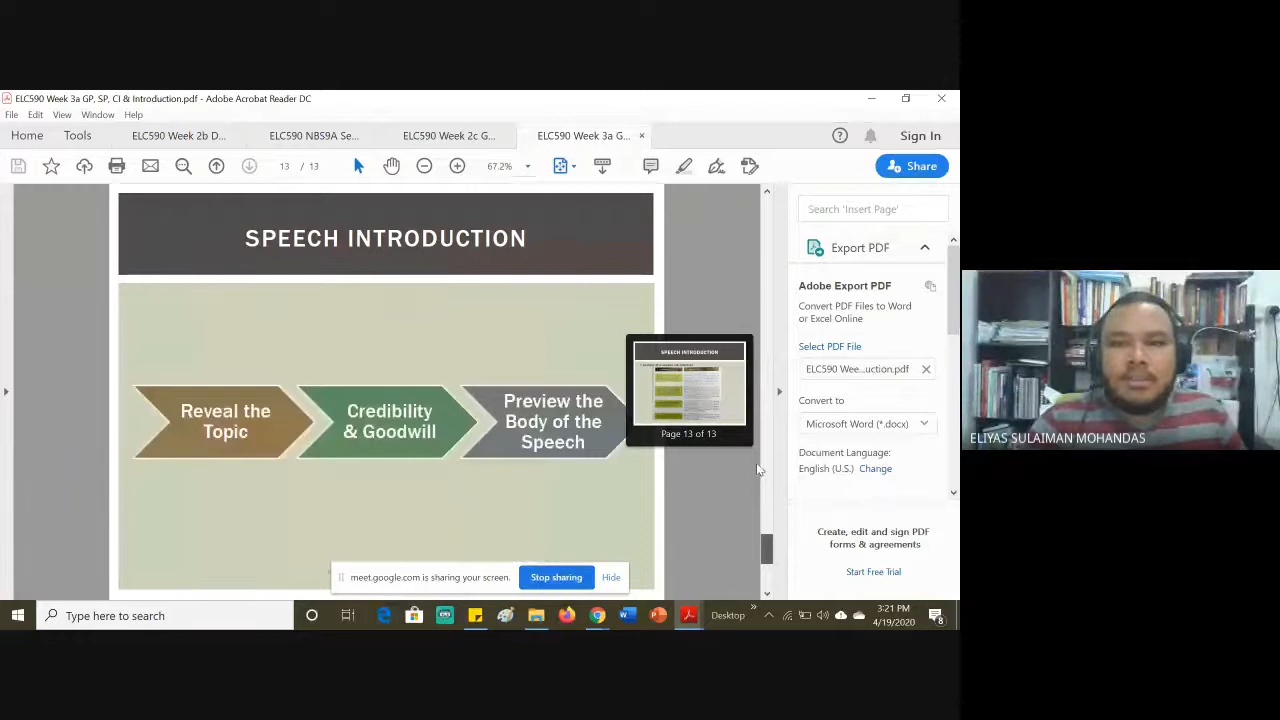 ELC590 Week 3a GP, SP, CI & Introduction.pdf - Adobe Acrobat Reader DC
File Edit View Window Help
Home Tools ELC590 Week 2b D... ELC590 NBS9A Se... ELC590 Week 2c G... ELC590 Week 3a G... × Sign In
13 / 13 67.2% Share
SPEECH INTRODUCTION
Reveal the
Topic
Credibility
& Goodwill
Preview the
Body of the
Speech
SPEECH INTRODUCTION
Page 13 of 13
Search 'Insert Page'
Export PDF
Adobe Export PDF
Convert PDF Files to Word
or Excel Online
Select PDF File
ELC590 Wee...uction.pdf ×
Convert to
Microsoft Word (*.docx)
Document Language:
English (U.S.) Change
Create, edit and sign PDF
forms & agreements
Start Free Trial
ELIYAS SULAIMAN MOHANDAS
meet.google.com is sharing your screen. Stop sharing Hide
Type here to search
Desktop
3:21 PM
4/19/2020
8